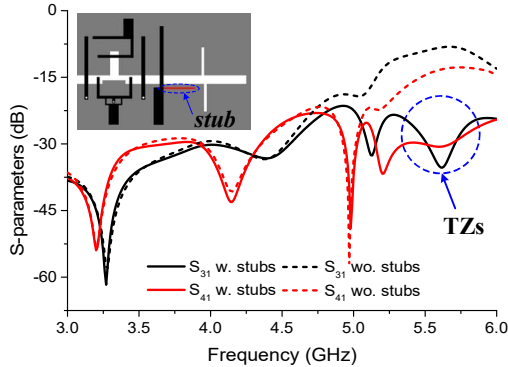 0
-15
-30
-45
-60
S-parameters (dB)
stub
TZs
S31 w. stubs
S31 wo. stubs
S41 w. stubs
S41 wo. stubs
3.0 3.5 4.0 4.5 5.0 5.5 6.0
Frequency (GHz)